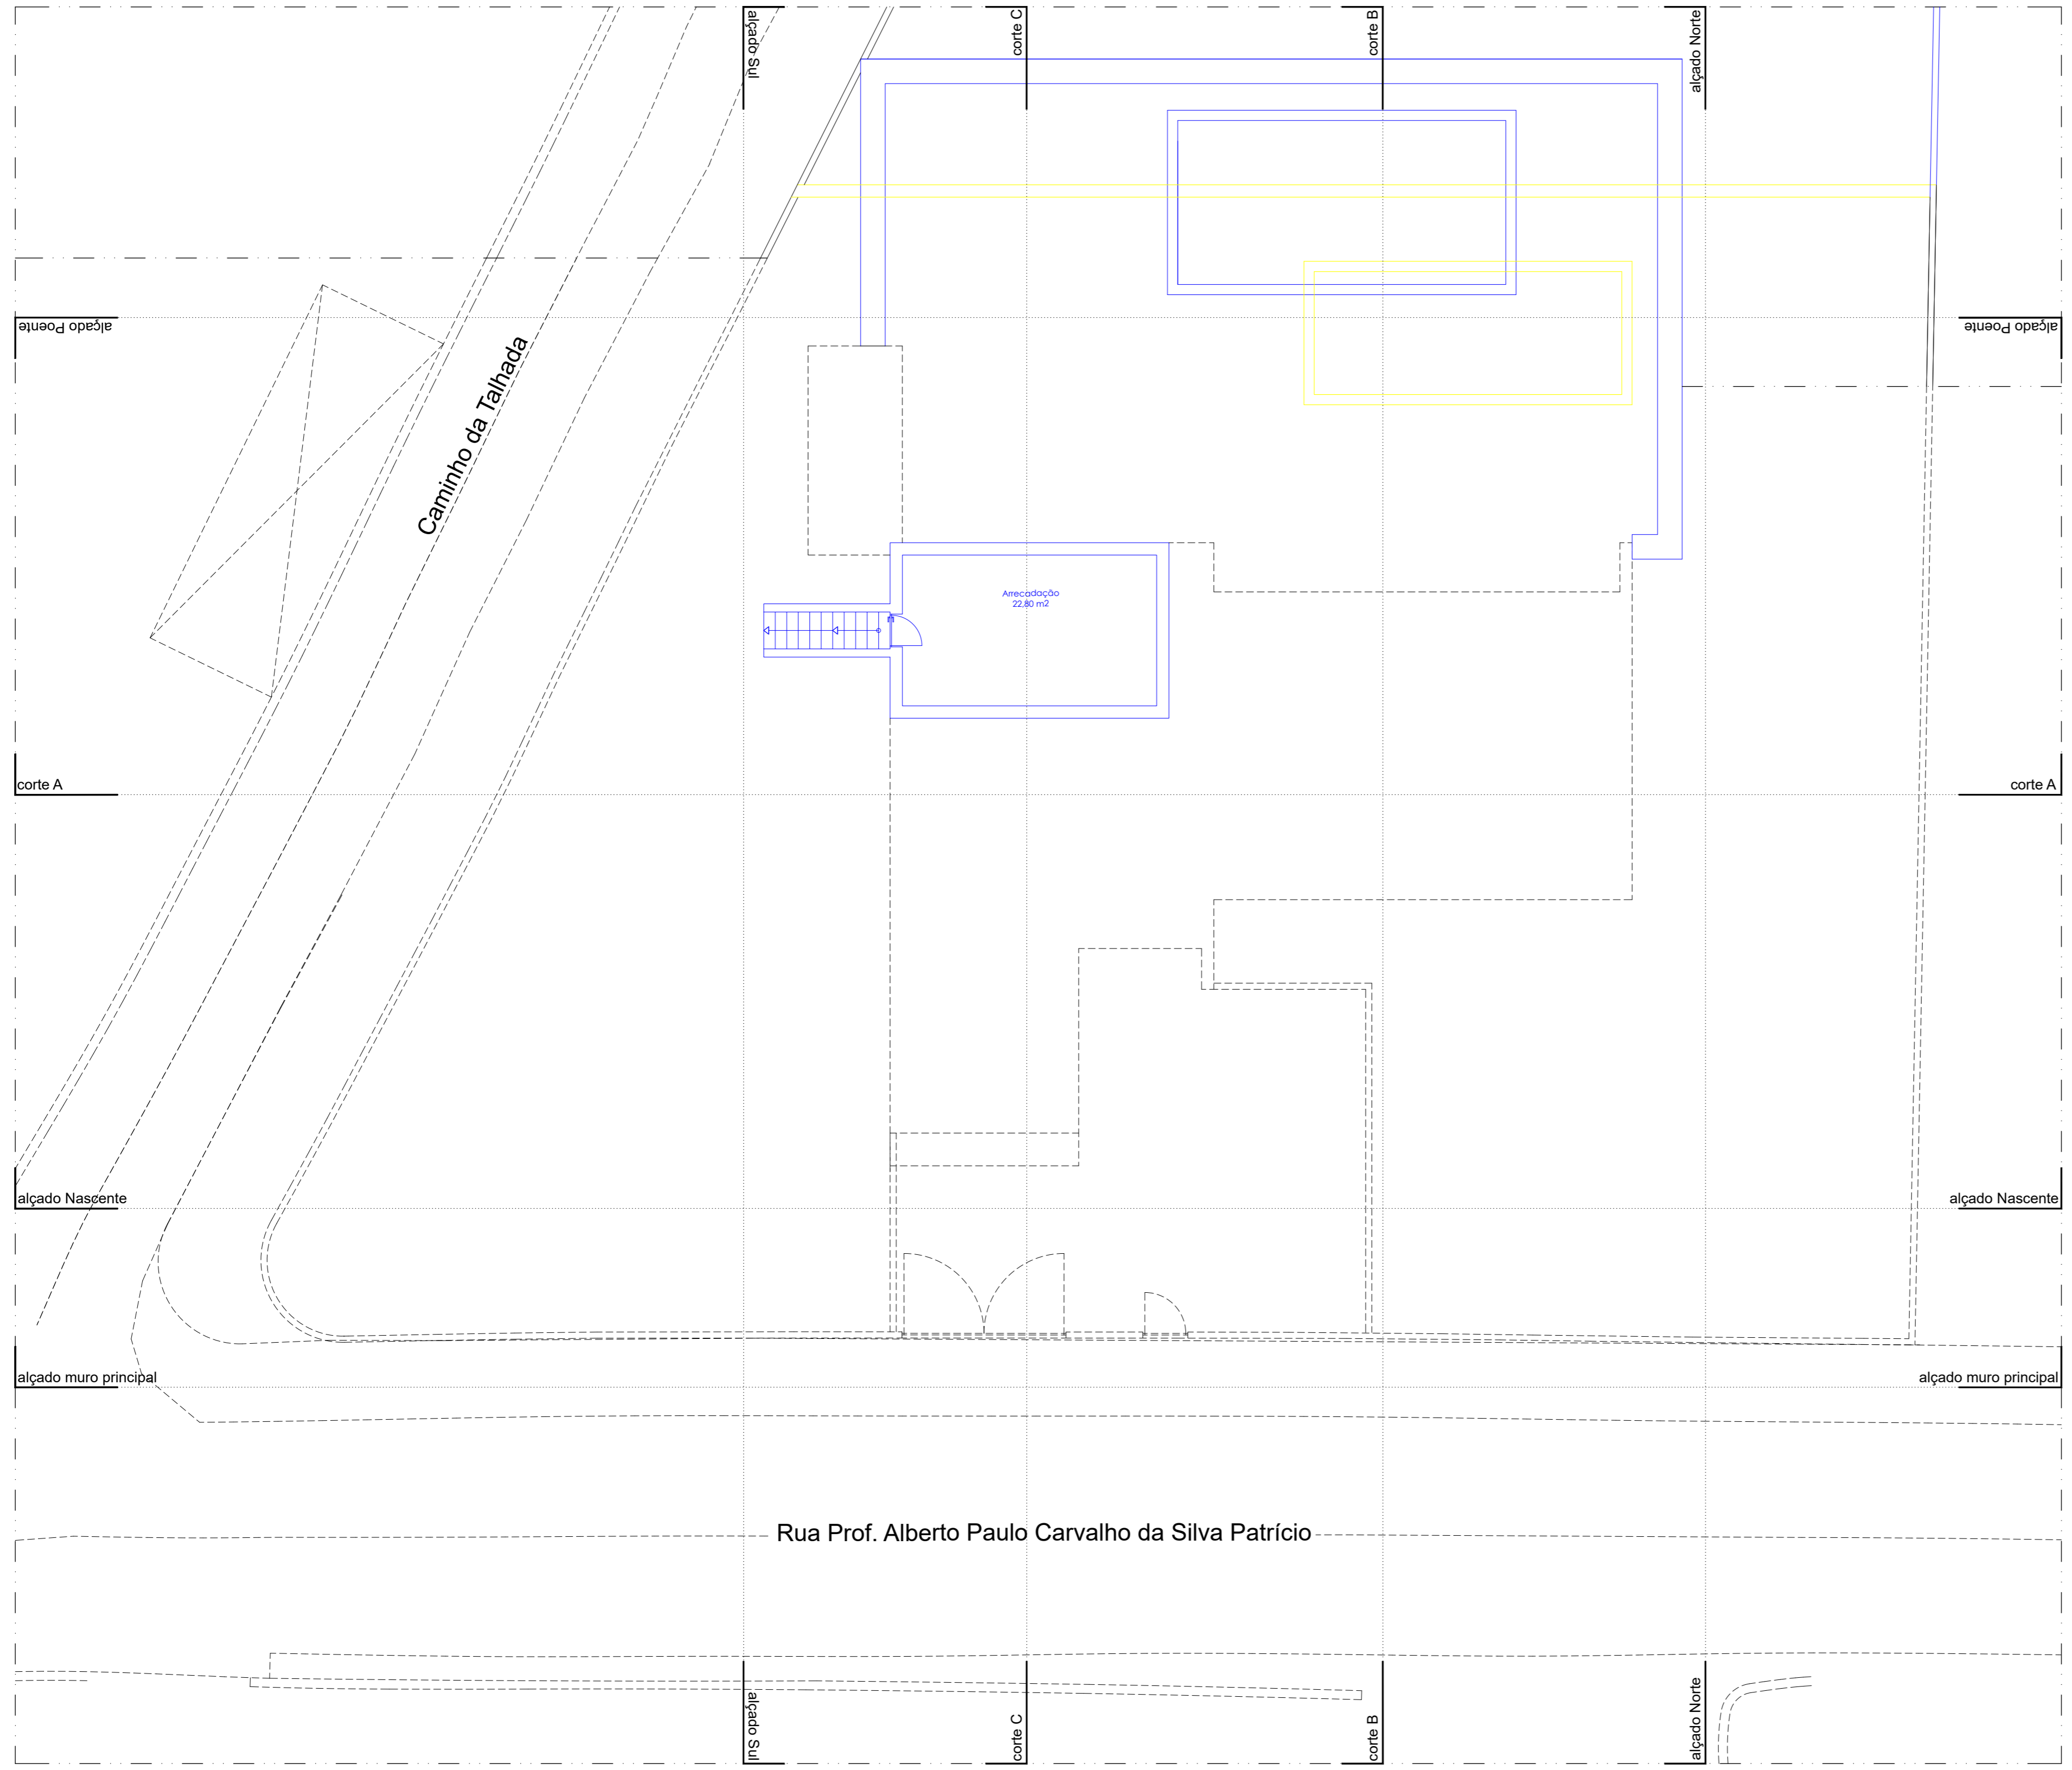 alçado Sul
corte C
corte B
alçado Norte
alçado Poente
alçado Poente
Caminho da Talhada
Arrecadação
22,80 m2
corte A
corte A
alçado Nascente
alçado Nascente
alçado muro principal
alçado muro principal
Rua Prof. Alberto Paulo Carvalho da Silva Patrício
alçado Sul
corte C
corte B
alçado Norte